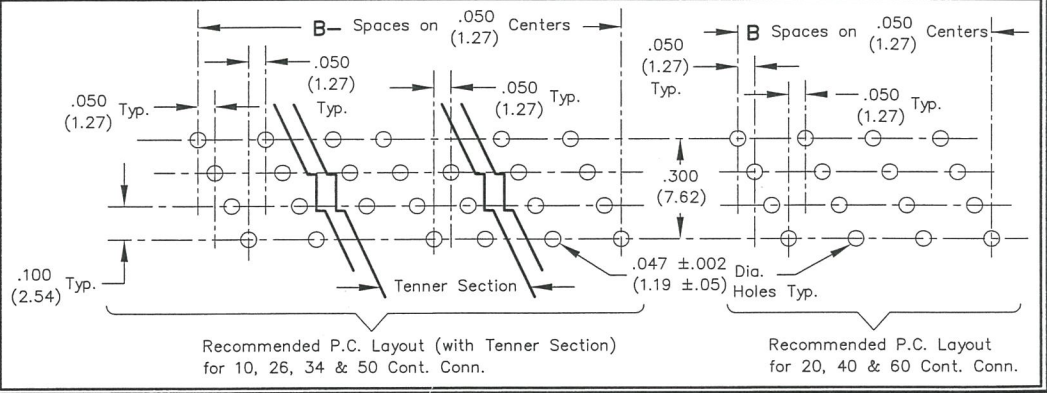 B– Spaces on .050 (1.27) Centers
.050 (1.27) Typ.
.050 (1.27) Typ.
.050 (1.27) Typ.
.100 (2.54) Typ.
Tenner Section
.300 (7.62)
.047 ±.002 (1.19 ±.05) Dia. Holes Typ.
Recommended P.C. Layout (with Tenner Section)
for 10, 26, 34 & 50 Cont. Conn.
B Spaces on .050 (1.27) Centers
.050 (1.27) Typ.
.050 (1.27) Typ.
Recommended P.C. Layout
for 20, 40 & 60 Cont. Conn.